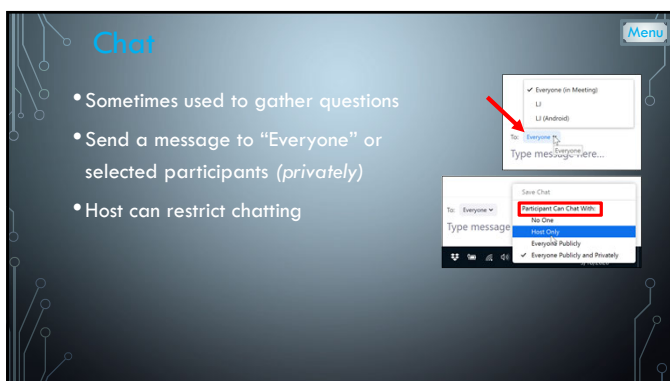 Chat
Menu
• Sometimes used to gather questions
• Send a message to “Everyone” or
selected participants (privately)
• Host can restrict chatting
✓ Everyone (in Meeting)
LJ
LJ (Android)
To: Everyone
Everyone
Type message here...
Save Chat
Participant Can Chat With:
No One
Host Only
Everyone Publicly
✓ Everyone Publicly and Privately
To: Everyone
Type message